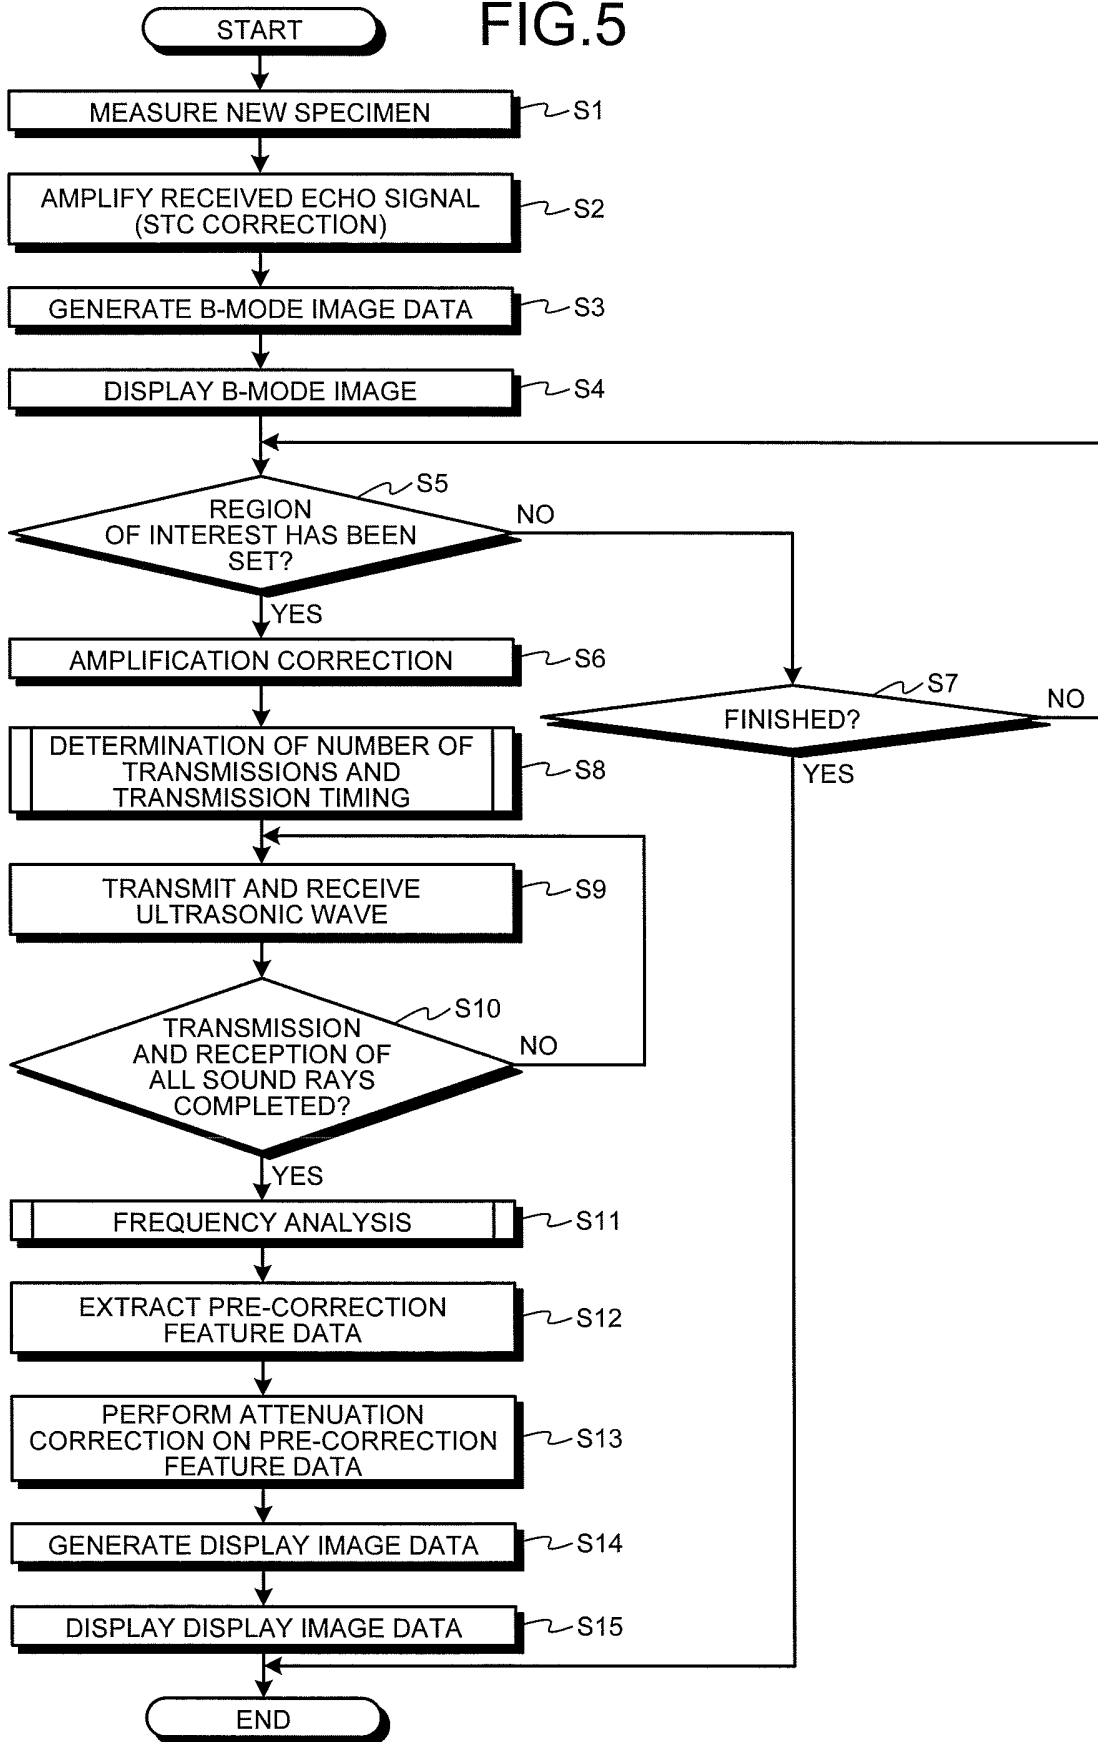 FIG.5
START
MEASURE NEW SPECIMEN
S1
AMPLIFY RECEIVED ECHO SIGNAL
(STC CORRECTION)
S2
GENERATE B-MODE IMAGE DATA
S3
DISPLAY B-MODE IMAGE
S4
S5
REGION
OF INTEREST HAS BEEN
SET?
NO
YES
AMPLIFICATION CORRECTION
S6
S7
FINISHED?
NO
YES
DETERMINATION OF NUMBER OF
TRANSMISSIONS AND
TRANSMISSION TIMING
S8
TRANSMIT AND RECEIVE
ULTRASONIC WAVE
S9
S10
TRANSMISSION
AND RECEPTION OF
ALL SOUND RAYS
COMPLETED?
NO
YES
FREQUENCY ANALYSIS
S11
EXTRACT PRE-CORRECTION
FEATURE DATA
S12
PERFORM ATTENUATION
CORRECTION ON PRE-CORRECTION
FEATURE DATA
S13
GENERATE DISPLAY IMAGE DATA
S14
DISPLAY DISPLAY IMAGE DATA
S15
END